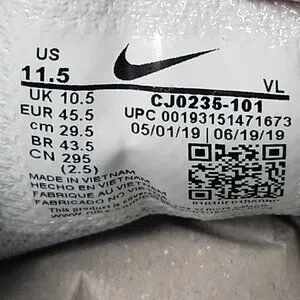 US
11.5
VL
UK 10.5
CJ0235-101
EUR 45.5
UPC 00193151471673
cm 29.5
05/01/19 06/19/19
BR 43.5
CN 295
(2.5)
MADE IN VIETNAM
HECHO EN VIETNAM
FABRIQUÉ AU VIETNAM
FABRICADO NO VIETNAM